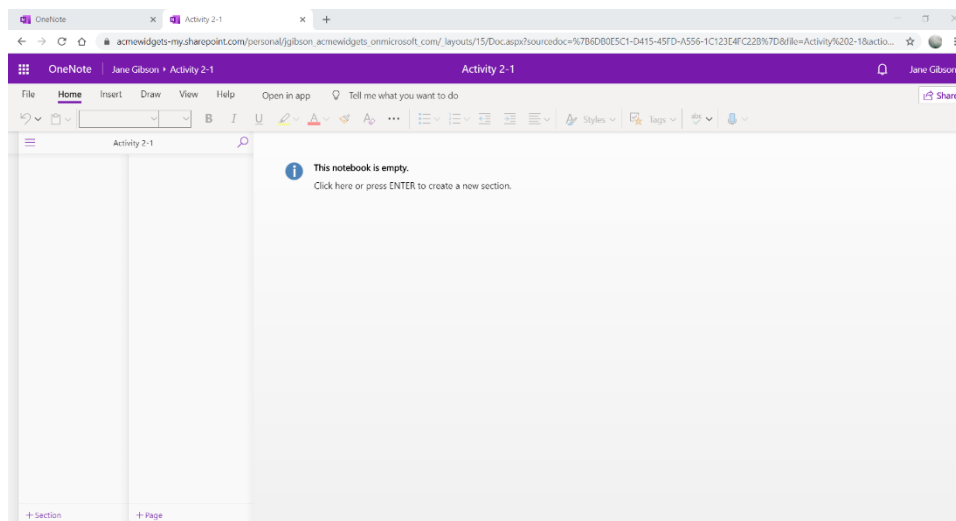 OneNote
Activity 2-1
acmewidgets-my.sharepoint.com/personal/jgibson_acmewidgets_onmicrosoft_com/_layouts/15/Doc.aspx?sourcedoc=%7B6DB0E5C1-D415-45FD-A556-1C123E4FC22B%7D&file=Activity%202-1&actio...
OneNote Jane Gibson ▸ Activity 2-1 Activity 2-1 Jane Gibson
File Home Insert Draw View Help Open in app Tell me what you want to do Share
B I U A A Styles Tags abc
Activity 2-1
This notebook is empty.
Click here or press ENTER to create a new section.
+ Section + Page